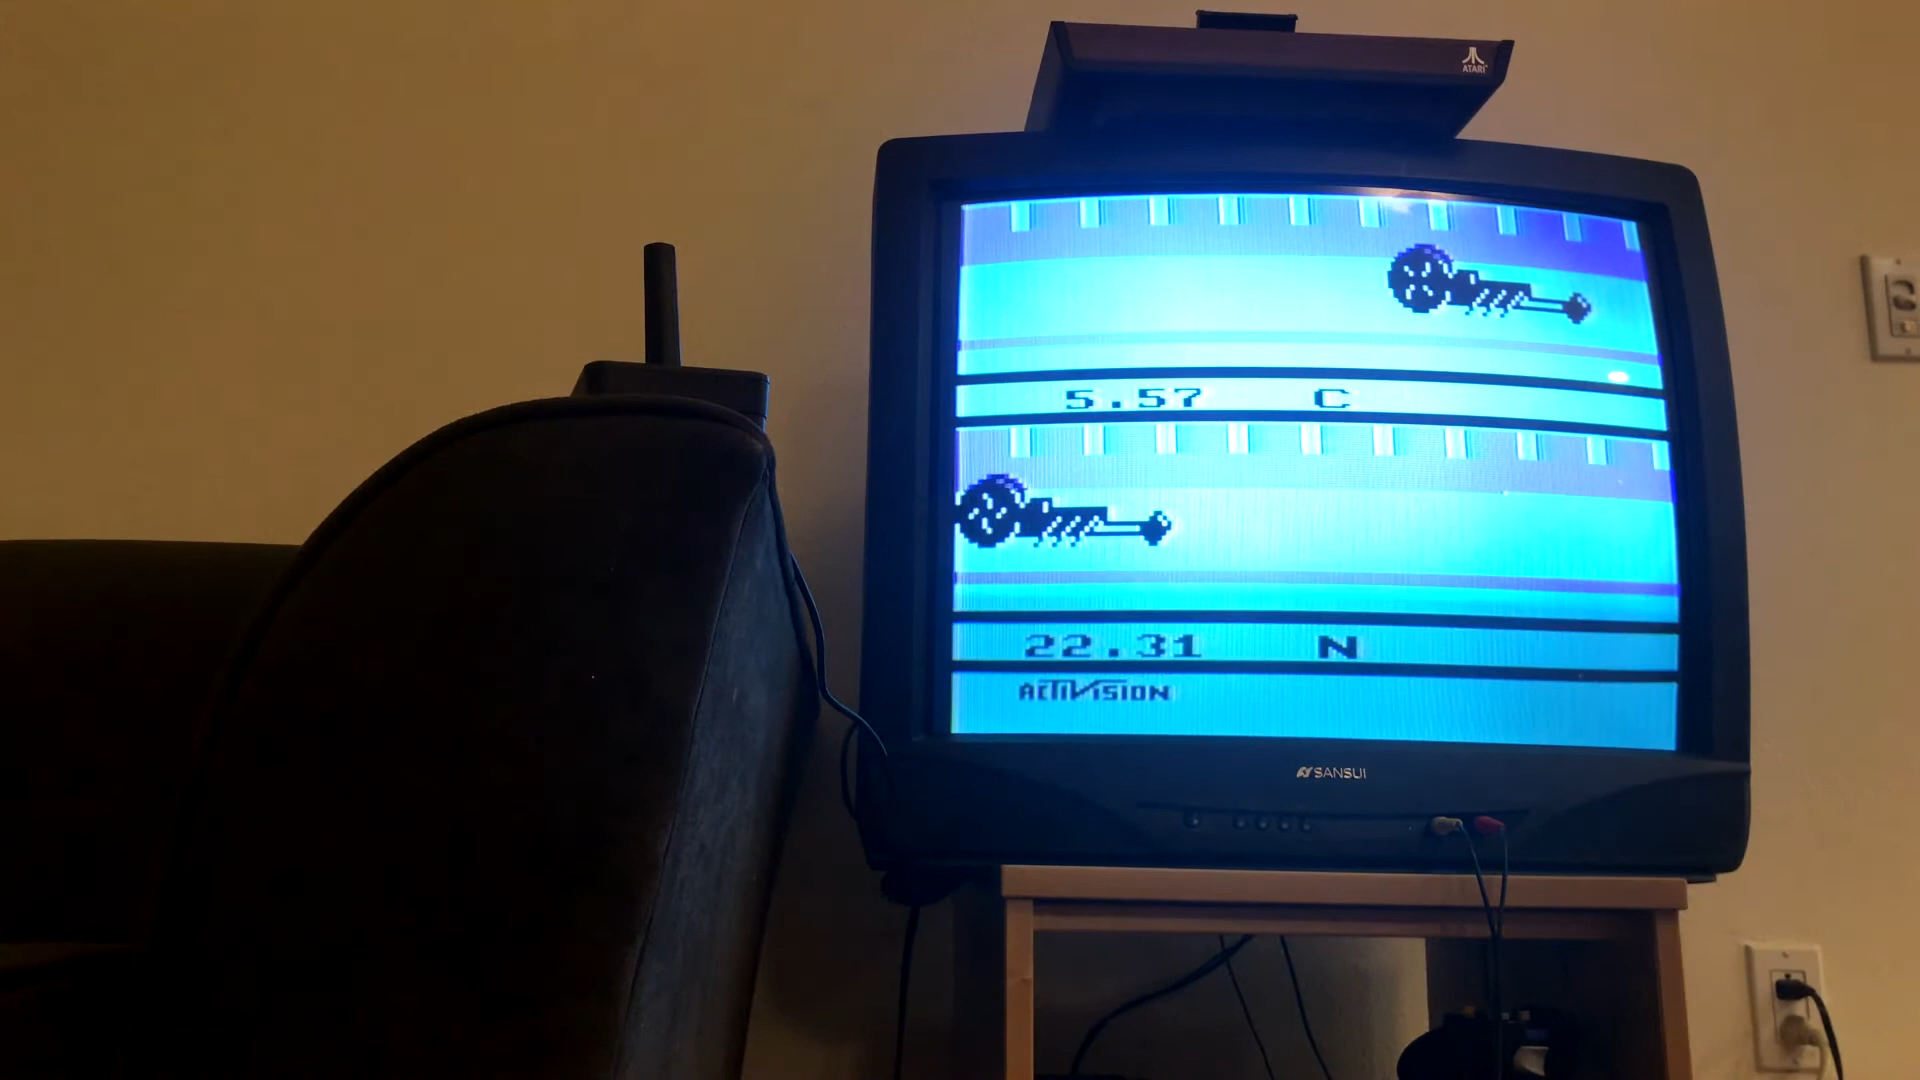 ATARI
5.57 C
22.31 N
ACTIVISION
SANSUI